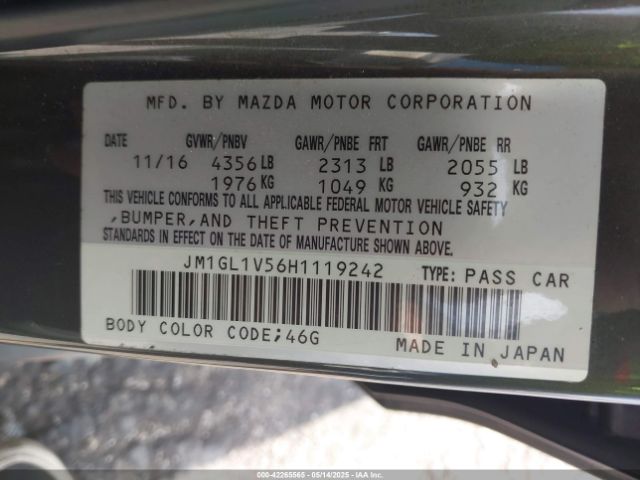 MFD. BY MAZDA MOTOR CORPORATION
DATE GVWR/PNBV GAWR/PNBE FRT GAWR/PNBE RR
11/16 4356 LB 2313 LB 2055 LB
1976 KG 1049 KG 932 KG
THIS VEHICLE CONFORMS TO ALL APPLICABLE FEDERAL MOTOR VEHICLE SAFETY
,BUMPER,AND THEFT PREVENTION
STANDARDS IN EFFECT ON THE DATE OF MANUFACTURE SHOWN ABOVE.
JM1GL1V56H1119242 TYPE: PASS CAR
BODY COLOR CODE;46G MADE IN JAPAN
000-42265565 | 05/14/2025 | IAAI.COM